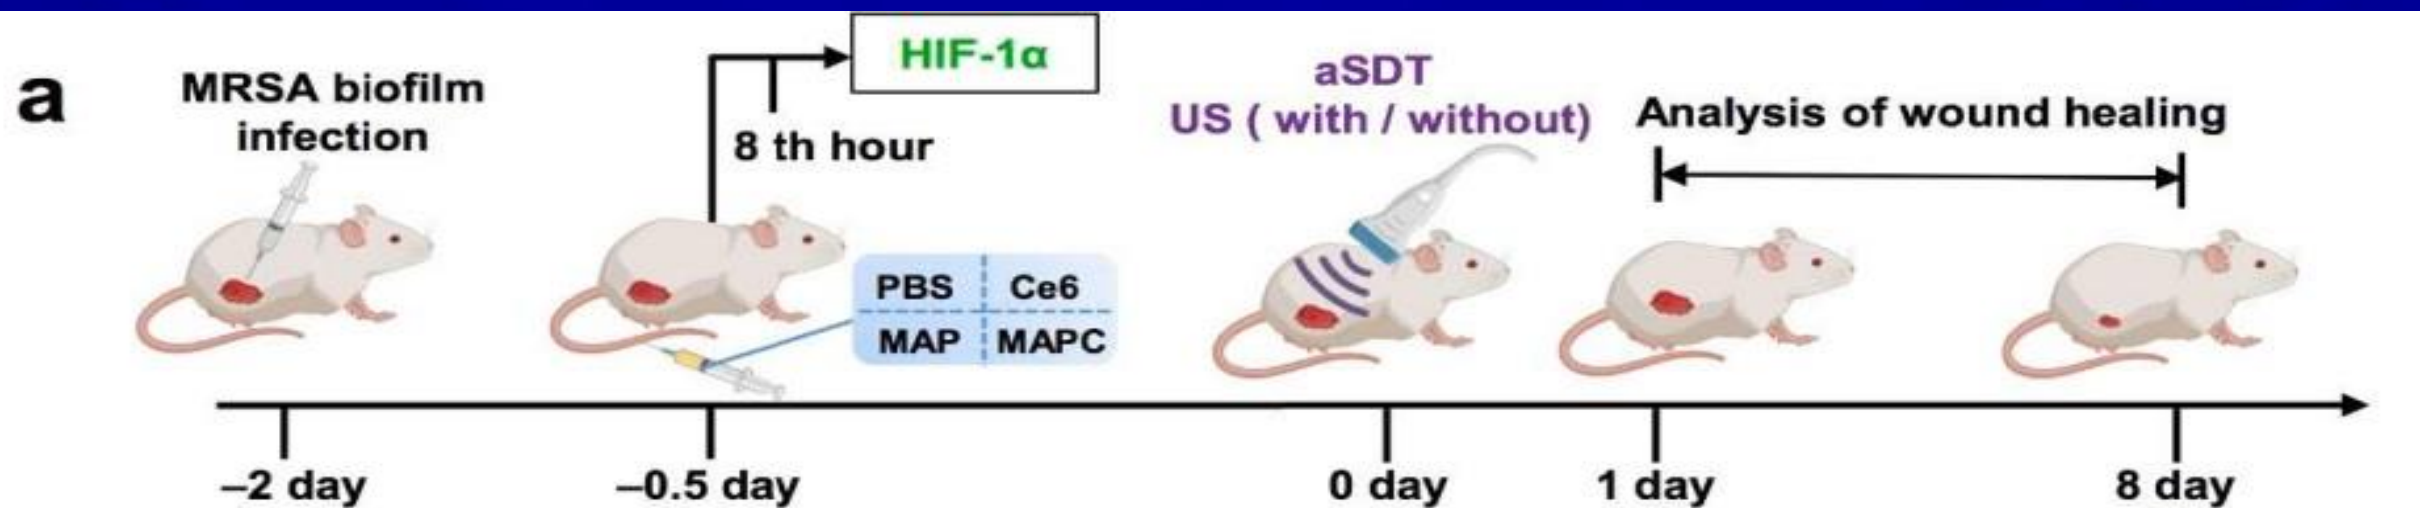 a
MRSA biofilm
infection
HIF-1α
8 th hour
PBS
Ce6
MAP
MAPC
aSDT
US ( with / without)
Analysis of wound healing
–2 day
–0.5 day
0 day
1 day
8 day